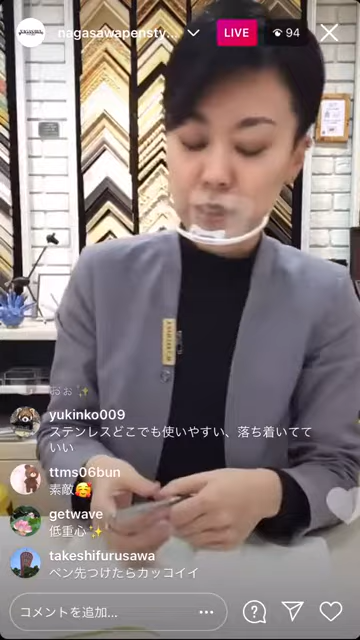 nagasawapensty...
LIVE
94
おぉ✨
yukinko009
ステンレスどこでも使いやすい、落ち着いてて
いい
ttms06bun
素敵🥰
getwave
低重心✨
takeshifurusawa
ペン先つけたらカッコイイ
コメントを追加...